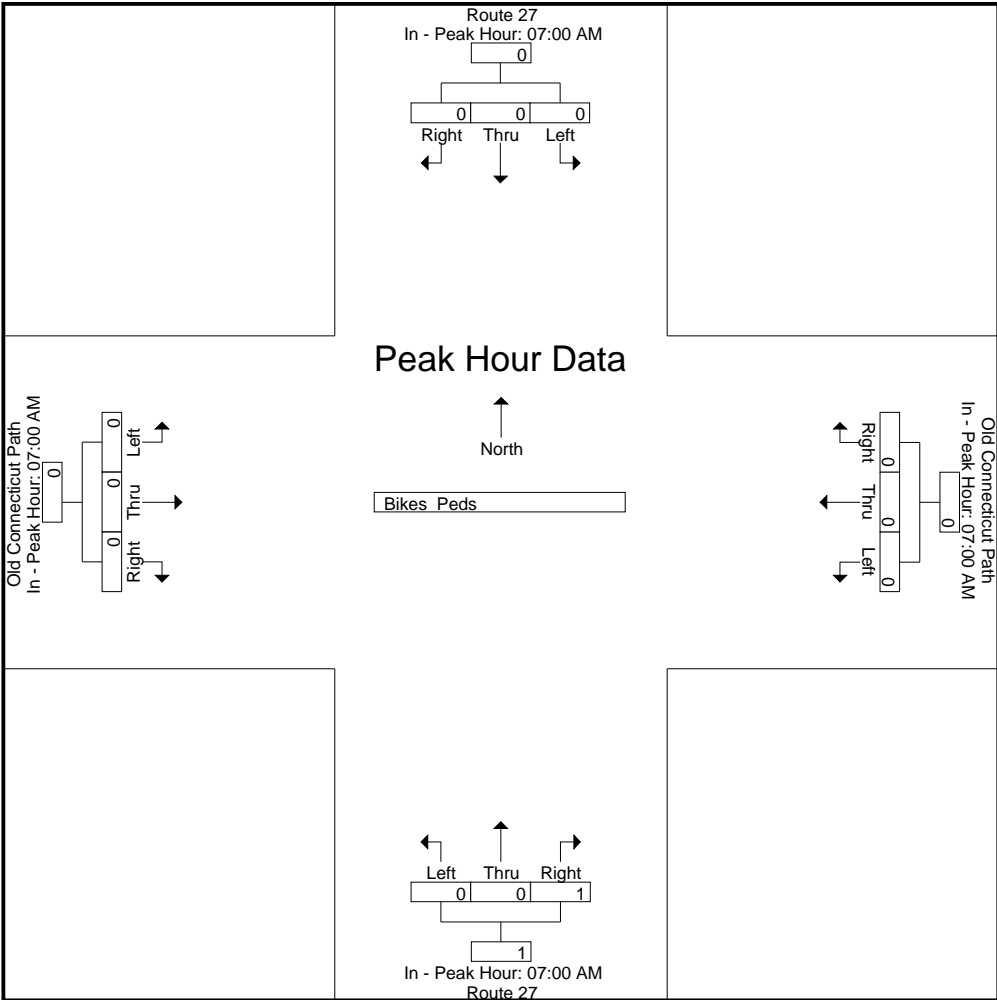 Route 27
In - Peak Hour: 07:00 AM
0
0 0 0
Right Thru Left
Peak Hour Data
North
Bikes Peds
Old Connecticut Path
In - Peak Hour: 07:00 AM
0
0 0 0
Left Thru Right
Old Connecticut Path
In - Peak Hour: 07:00 AM
0
0 0 0
Right Thru Left
Left Thru Right
0 0 1
1
In - Peak Hour: 07:00 AM
Route 27